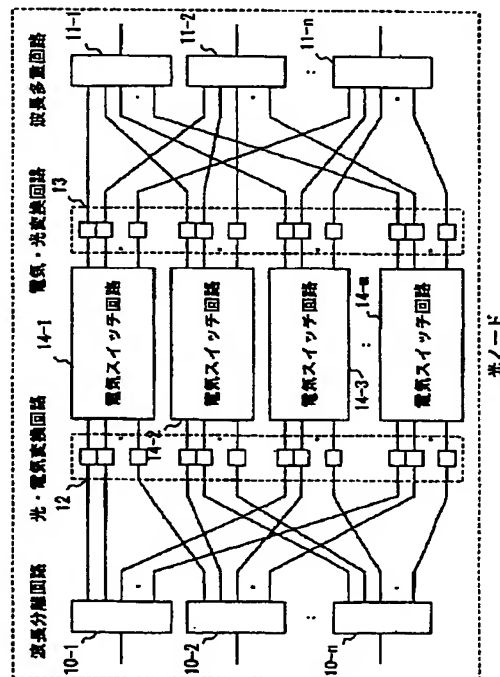 波長分離回路
光・電気変換回路
電気・光変換回路
波長多重回路
10-1
10-2
10-n
12
13
14-1
14-2
14-3
14-m
電気スイッチ回路
電気スイッチ回路
電気スイッチ回路
電気スイッチ回路
11-1
11-2
11-n
光ノード